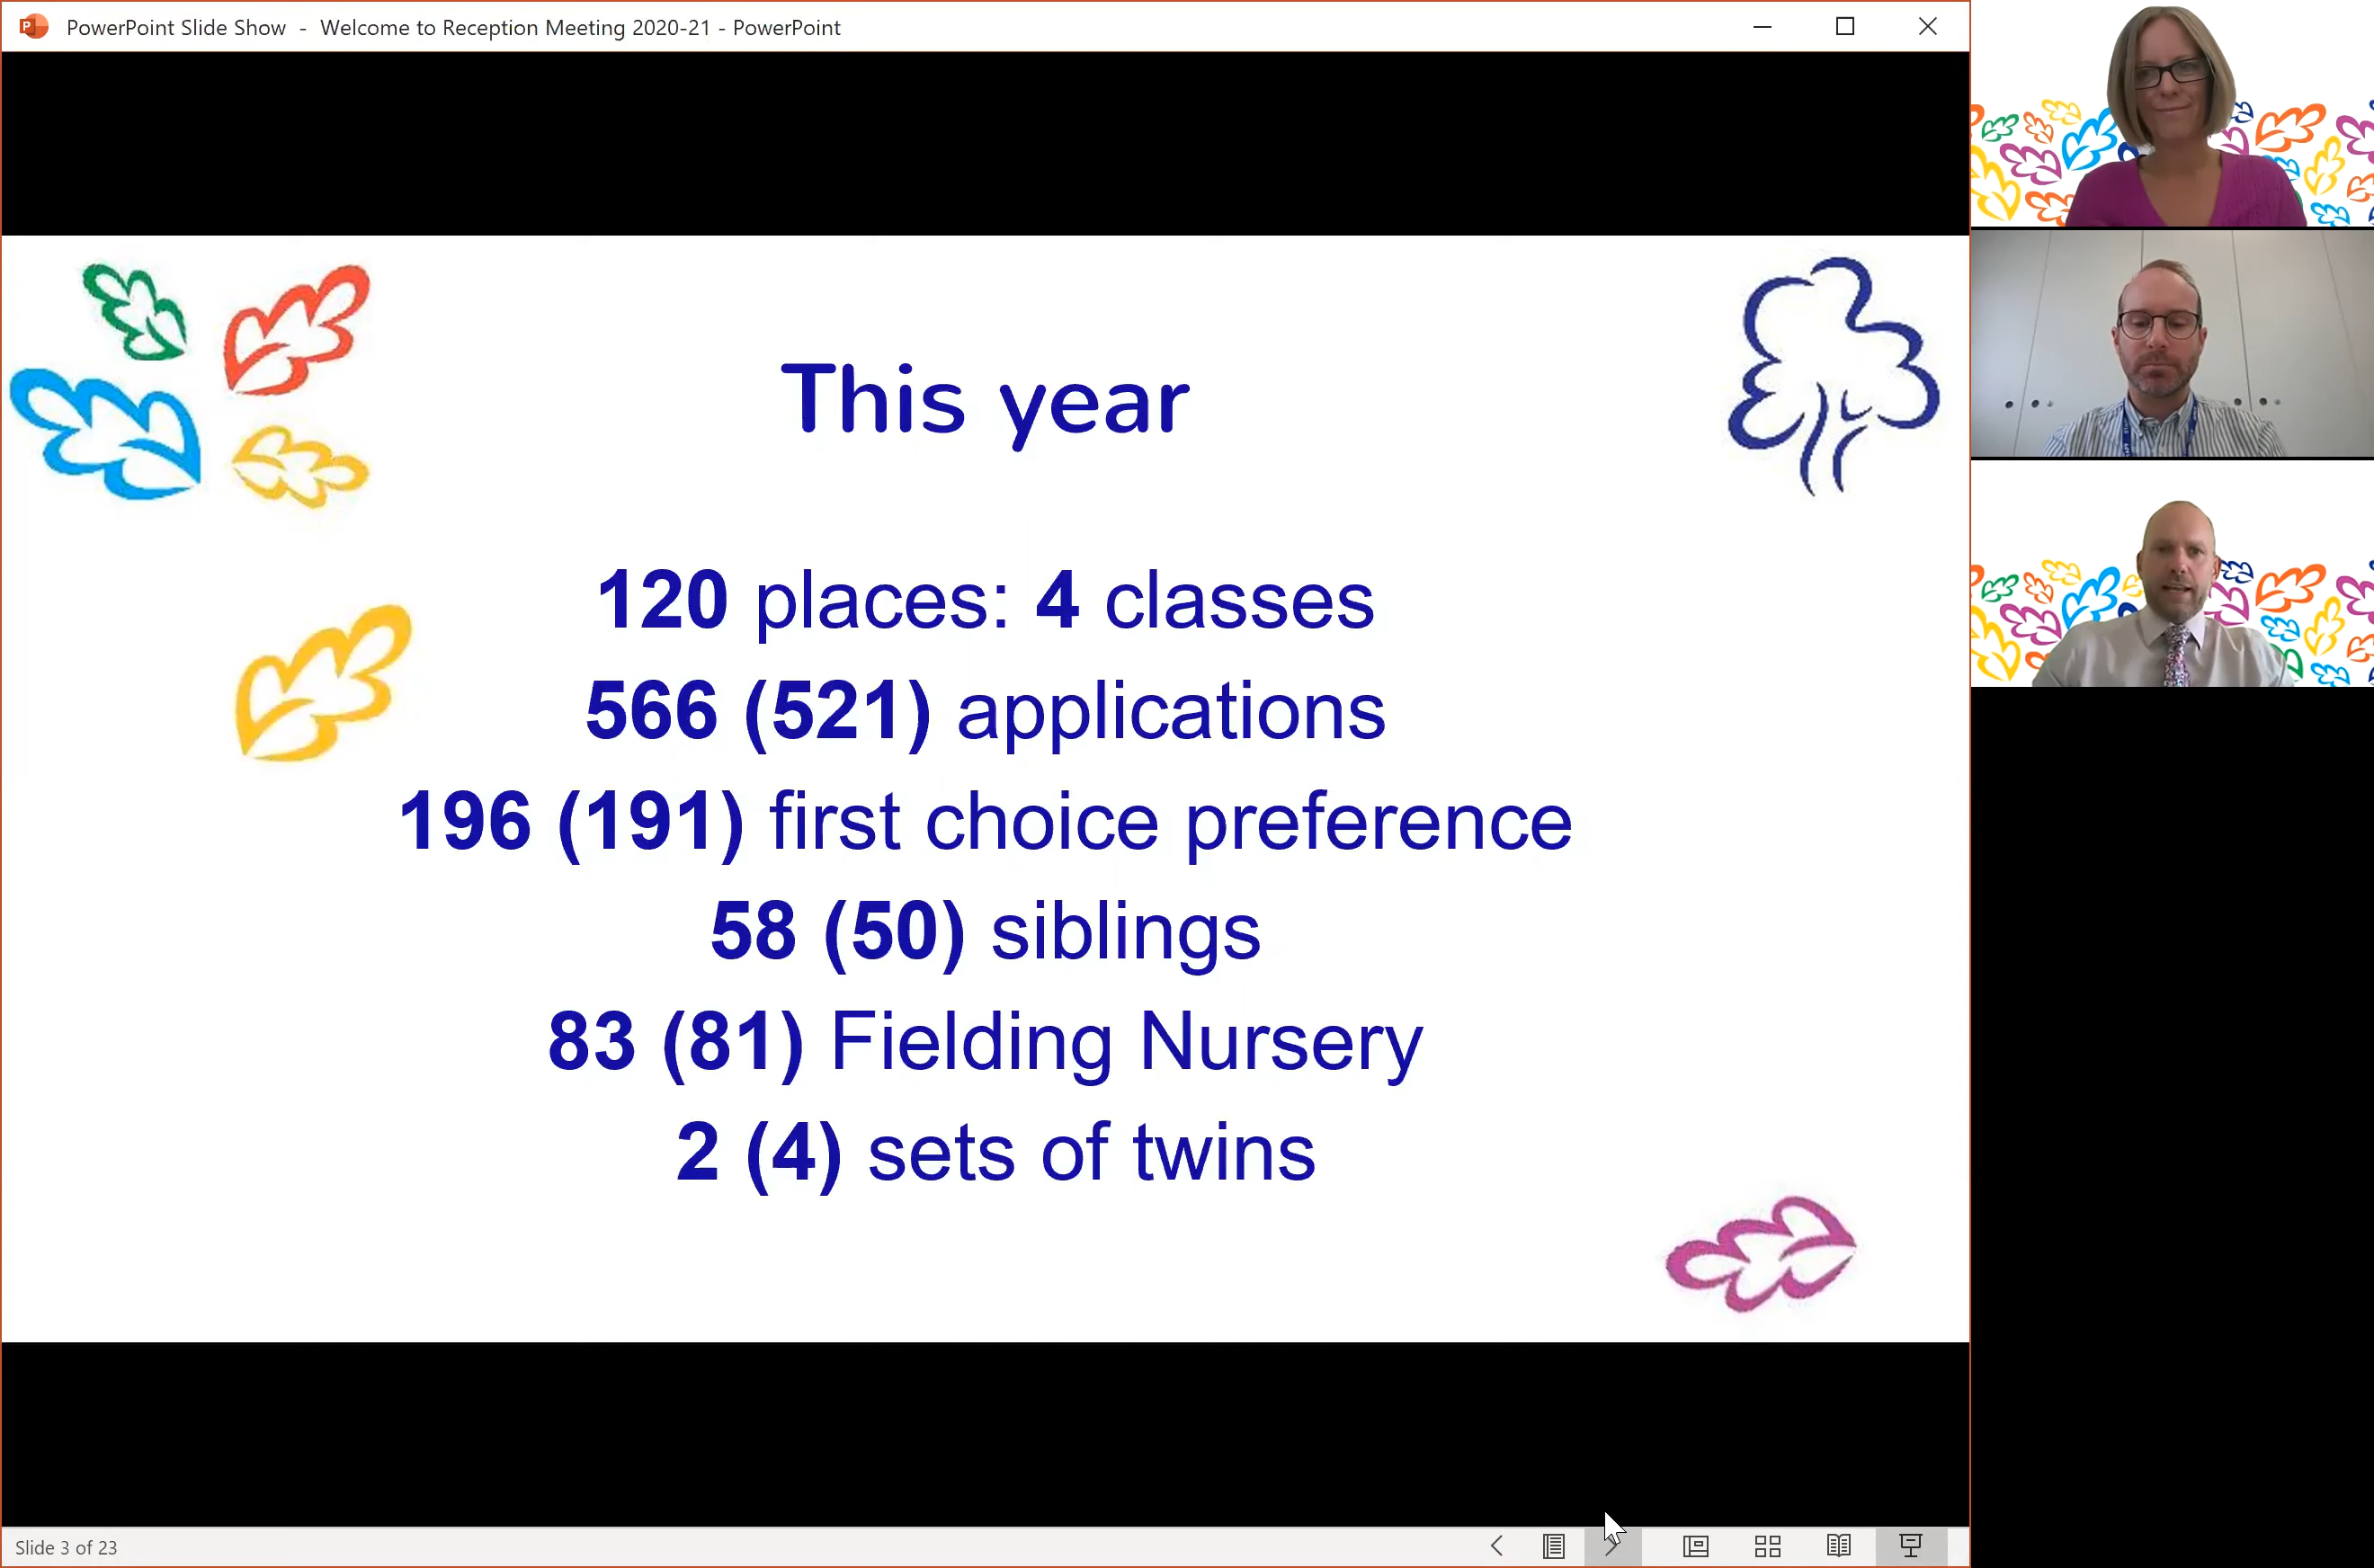 PowerPoint Slide Show - Welcome to Reception Meeting 2020-21 - PowerPoint
This year
120 places: 4 classes
566 (521) applications
196 (191) first choice preference
58 (50) siblings
83 (81) Fielding Nursery
2 (4) sets of twins
Slide 3 of 23